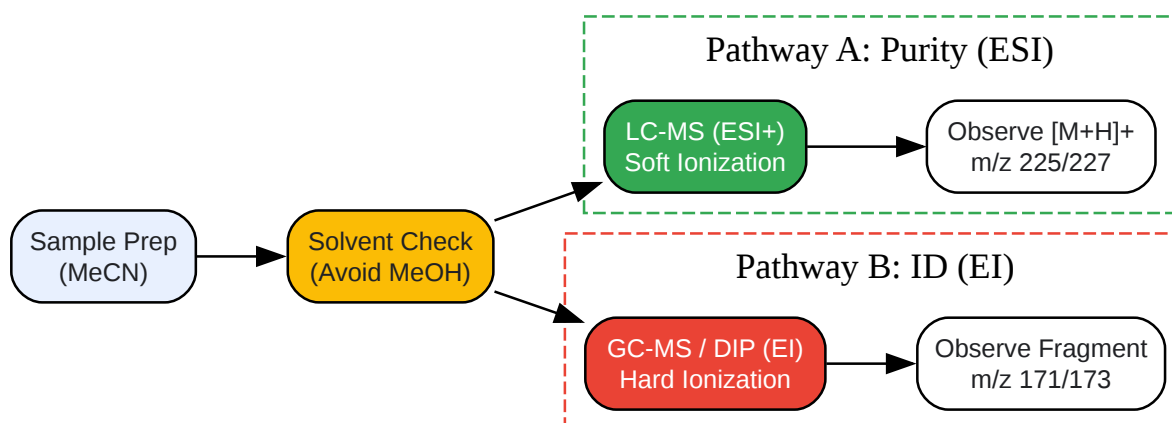 Pathway A: Purity (ESI)
LC-MS (ESI+)
Soft Ionization
Observe [M+H]+
m/z 225/227
Sample Prep
(MeCN)
Solvent Check
(Avoid MeOH)
Pathway B: ID (EI)
GC-MS / DIP (EI)
Hard Ionization
Observe Fragment
m/z 171/173